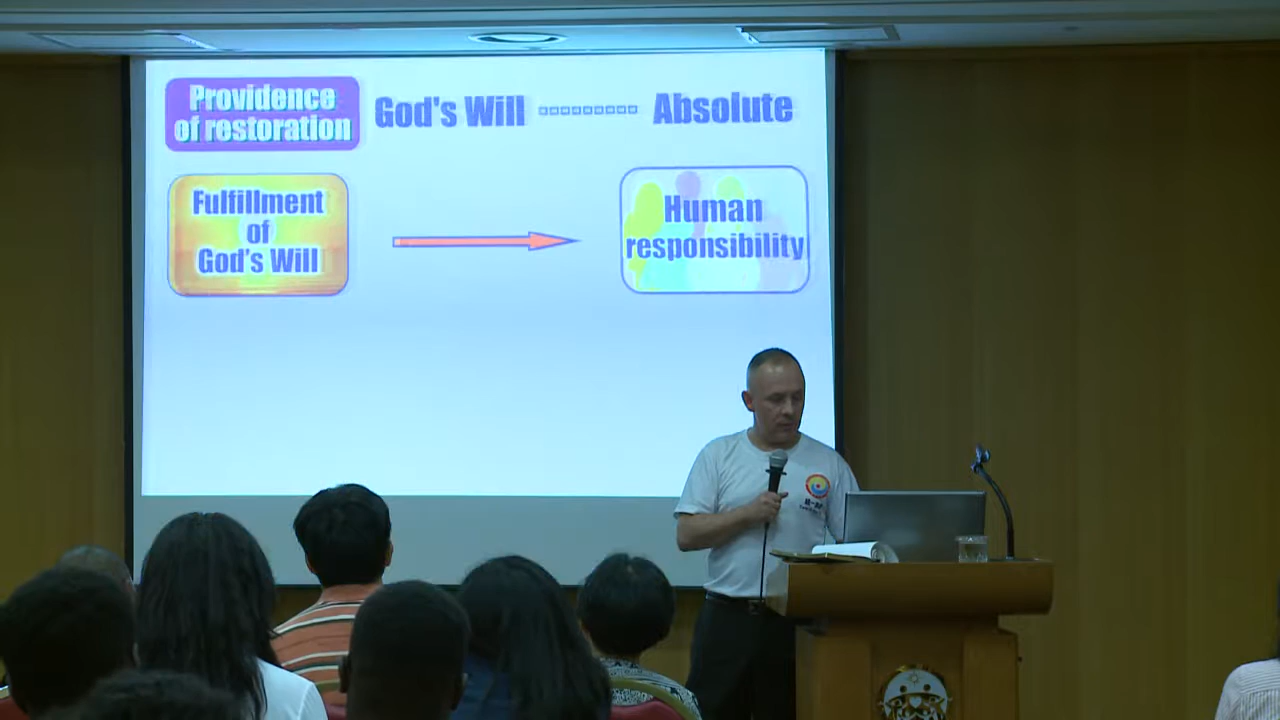 Providence
of restoration
God's Will
Absolute
Fulfillment
of
God's Will
Human
responsibility